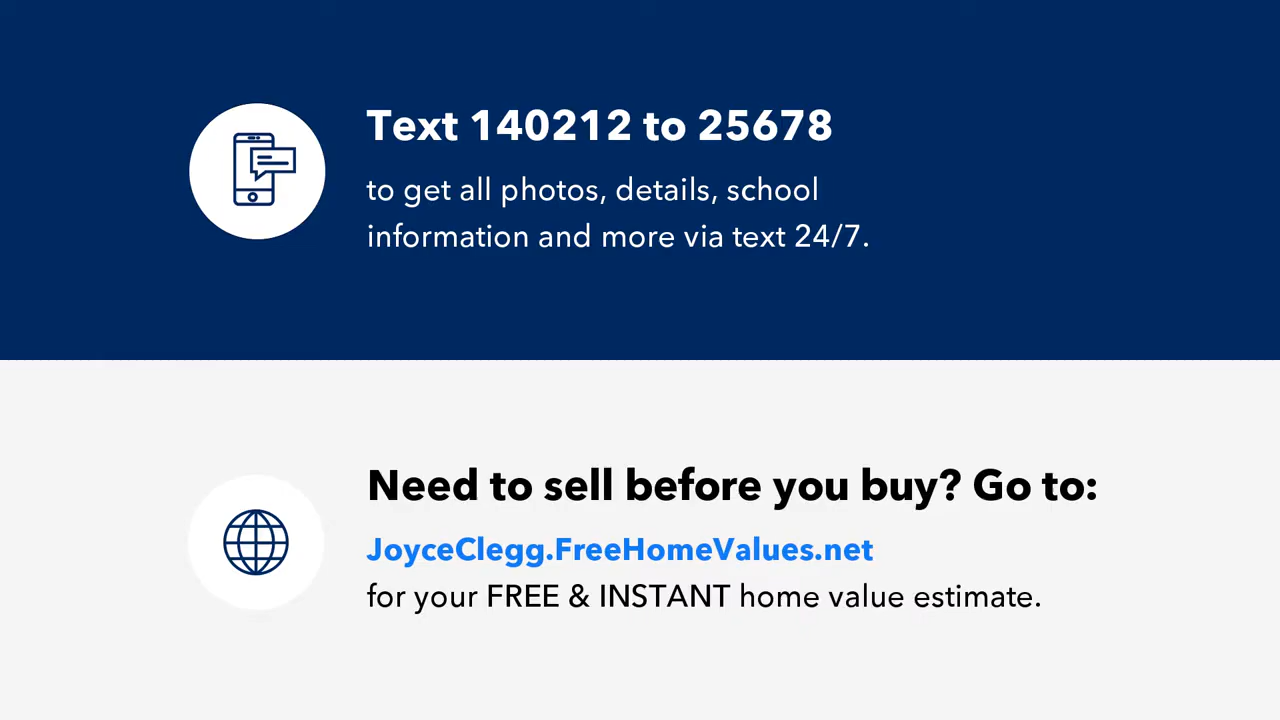 Text 140212 to 25678
to get all photos, details, school
information and more via text 24/7.
Need to sell before you buy? Go to:
JoyceClegg.FreeHomeValues.net
for your FREE & INSTANT home value estimate.